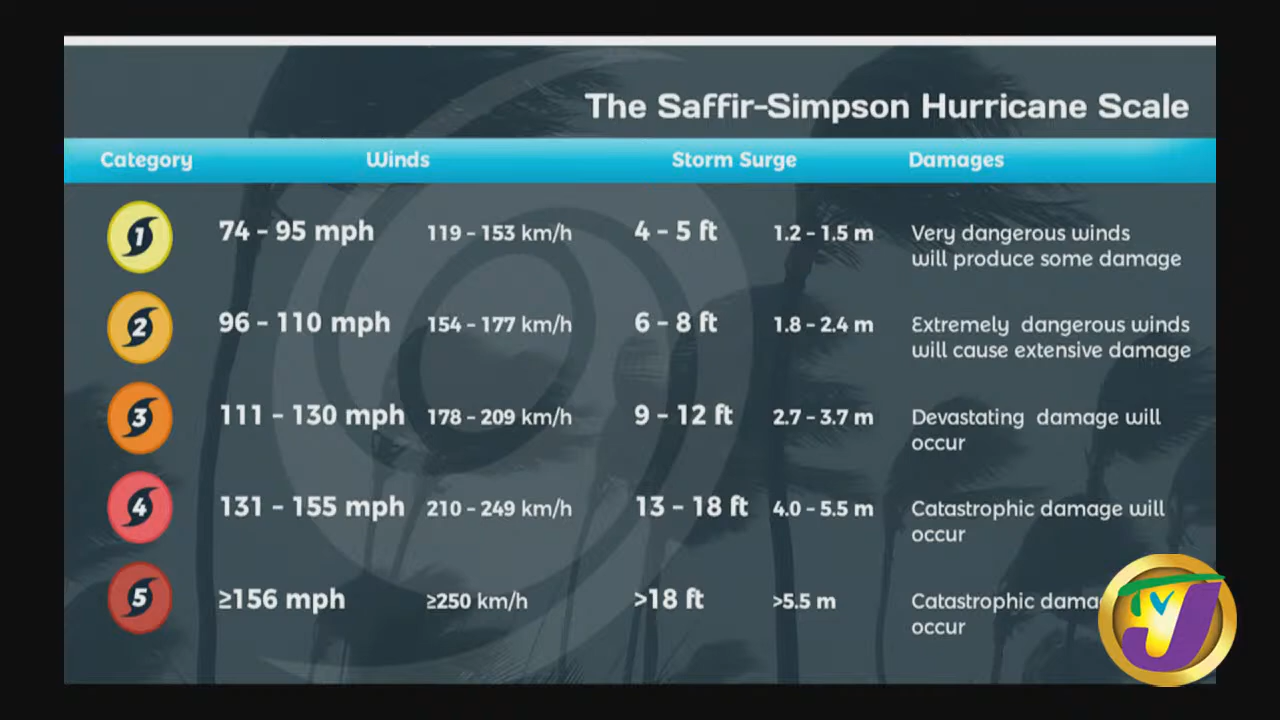 The Saffir-Simpson Hurricane Scale
Category Winds Storm Surge Damages
1 74 - 95 mph 119 - 153 km/h 4 - 5 ft 1.2 - 1.5 m Very dangerous winds
will produce some damage
2 96 - 110 mph 154 - 177 km/h 6 - 8 ft 1.8 - 2.4 m Extremely dangerous winds
will cause extensive damage
3 111 - 130 mph 178 - 209 km/h 9 - 12 ft 2.7 - 3.7 m Devastating damage will
occur
4 131 - 155 mph 210 - 249 km/h 13 - 18 ft 4.0 - 5.5 m Catastrophic damage will
occur
5 ≥156 mph ≥250 km/h >18 ft >5.5 m Catastrophic
occur
TVJ